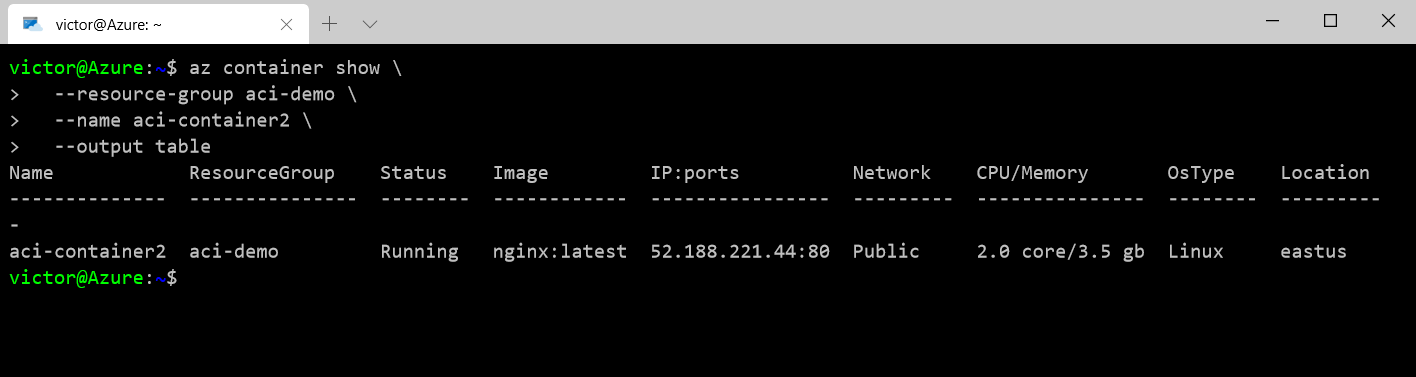 victor@Azure: ~
victor@Azure:~$ az container show \
>   --resource-group aci-demo \
>   --name aci-container2 \
>   --output table
Name            ResourceGroup    Status    Image         IP:ports          Network    CPU/Memory       OsType    Location
--------------  ---------------  --------  ------------  ----------------  ---------  ---------------  --------  ---------
-
aci-container2  aci-demo         Running   nginx:latest  52.188.221.44:80  Public     2.0 core/3.5 gb  Linux     eastus
victor@Azure:~$